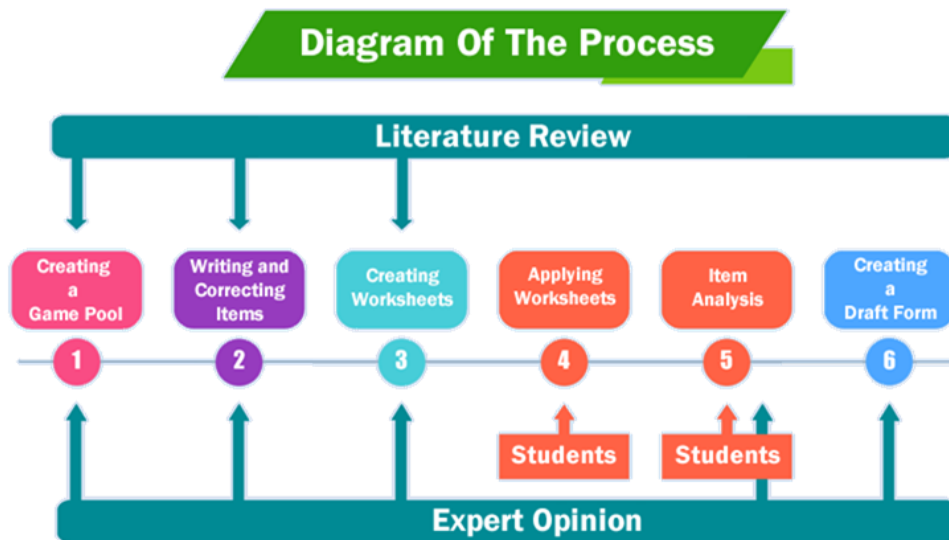 Diagram Of The Process
Literature Review
Creating
a
Game Pool
Writing and
Correcting
Items
Creating
Worksheets
Applying
Worksheets
Item
Analysis
Creating
a
Draft Form
1
2
3
4
5
6
Students
Students
Expert Opinion